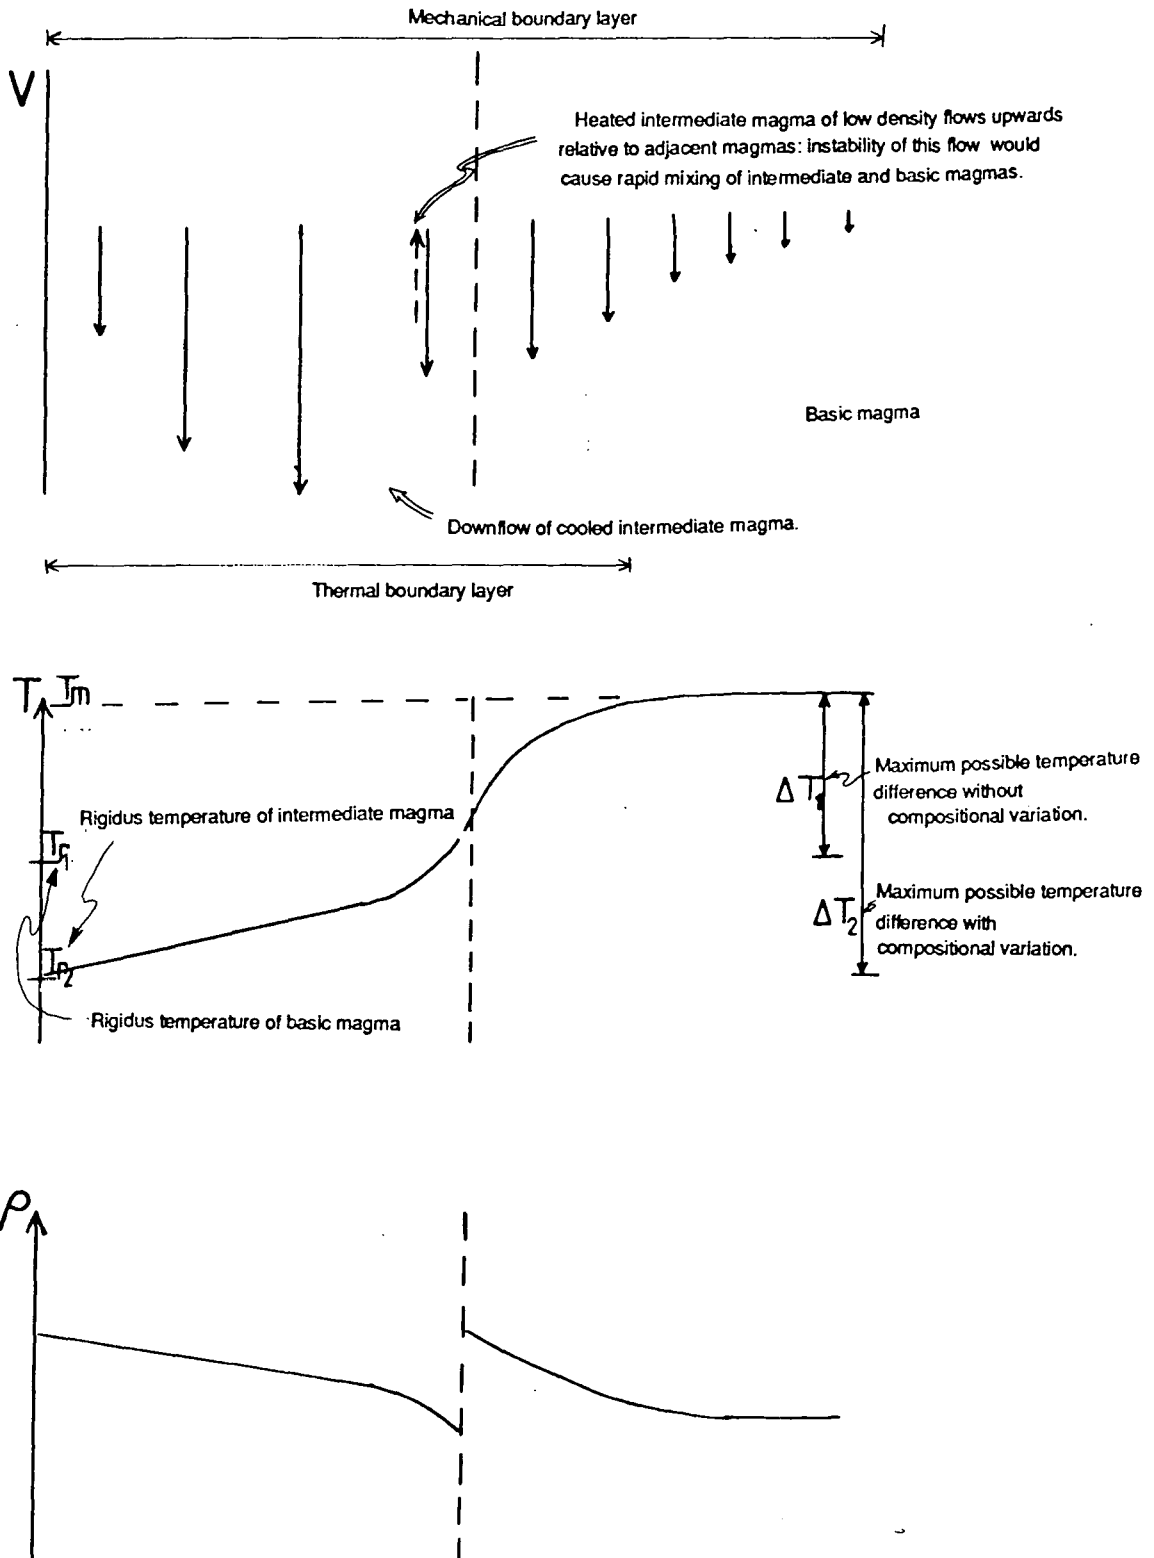 Mechanical boundary layer
V
Heated intermediate magma of low density flows upwards
relative to adjacent magmas: instability of this flow would
cause rapid mixing of intermediate and basic magmas.
Basic magma
Downflow of cooled intermediate magma.
Thermal boundary layer
T
Tm
Rigidus temperature of intermediate magma
Tr1
Tr2
Rigidus temperature of basic magma
ΔT1
Maximum possible temperature
difference without
compositional variation.
ΔT2
Maximum possible temperature
difference with
compositional variation.
ρ